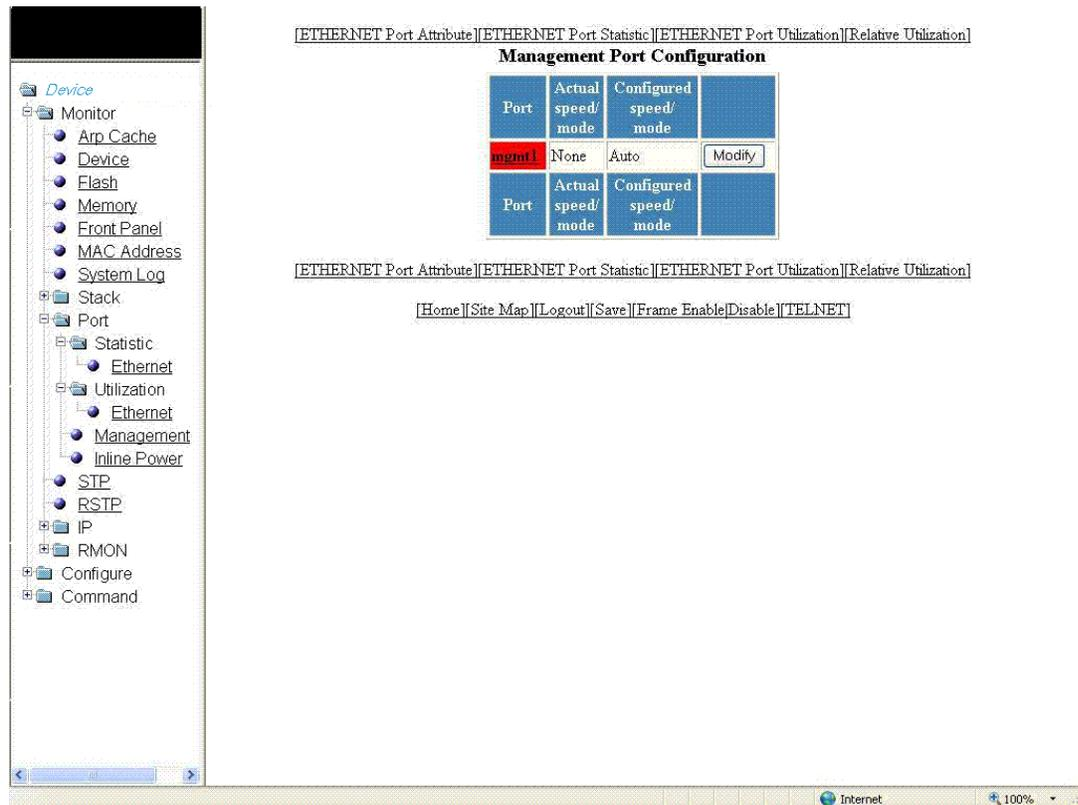 Device
Monitor
Arp Cache
Device
Flash
Memory
Front Panel
MAC Address
System Log
Stack
Port
Statistic
Ethernet
Utilization
Ethernet
Management
Inline Power
STP
RSTP
IP
RMON
Configure
Command
[ETHERNET Port Attribute][ETHERNET Port Statistic][ETHERNET Port Utilization][Relative Utilization]
Management Port Configuration
Port Actual speed/ mode Configured speed/ mode
mgmt1 None Auto Modify
Port Actual speed/ mode Configured speed/ mode
[ETHERNET Port Attribute][ETHERNET Port Statistic][ETHERNET Port Utilization][Relative Utilization]
[Home][Site Map][Logout][Save][Frame Enable|Disable][TELNET]
Internet 100%